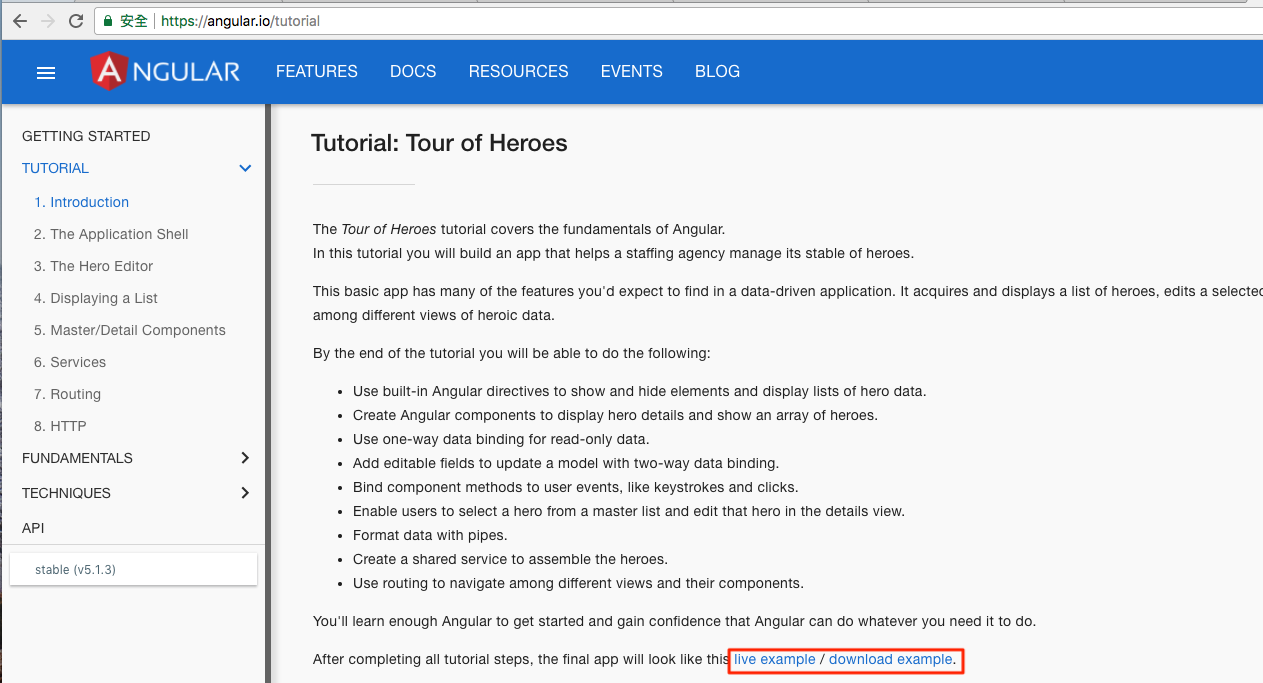 安全 https://angular.io/tutorial
ANGULAR FEATURES DOCS RESOURCES EVENTS BLOG
GETTING STARTED
TUTORIAL
1. Introduction
2. The Application Shell
3. The Hero Editor
4. Displaying a List
5. Master/Detail Components
6. Services
7. Routing
8. HTTP
FUNDAMENTALS
TECHNIQUES
API
stable (v5.1.3)
Tutorial: Tour of Heroes
The Tour of Heroes tutorial covers the fundamentals of Angular.
In this tutorial you will build an app that helps a staffing agency manage its stable of heroes.
This basic app has many of the features you'd expect to find in a data-driven application. It acquires and displays a list of heroes, edits a selected
among different views of heroic data.
By the end of the tutorial you will be able to do the following:
• Use built-in Angular directives to show and hide elements and display lists of hero data.
• Create Angular components to display hero details and show an array of heroes.
• Use one-way data binding for read-only data.
• Add editable fields to update a model with two-way data binding.
• Bind component methods to user events, like keystrokes and clicks.
• Enable users to select a hero from a master list and edit that hero in the details view.
• Format data with pipes.
• Create a shared service to assemble the heroes.
• Use routing to navigate among different views and their components.
You'll learn enough Angular to get started and gain confidence that Angular can do whatever you need it to do.
After completing all tutorial steps, the final app will look like this live example / download example.